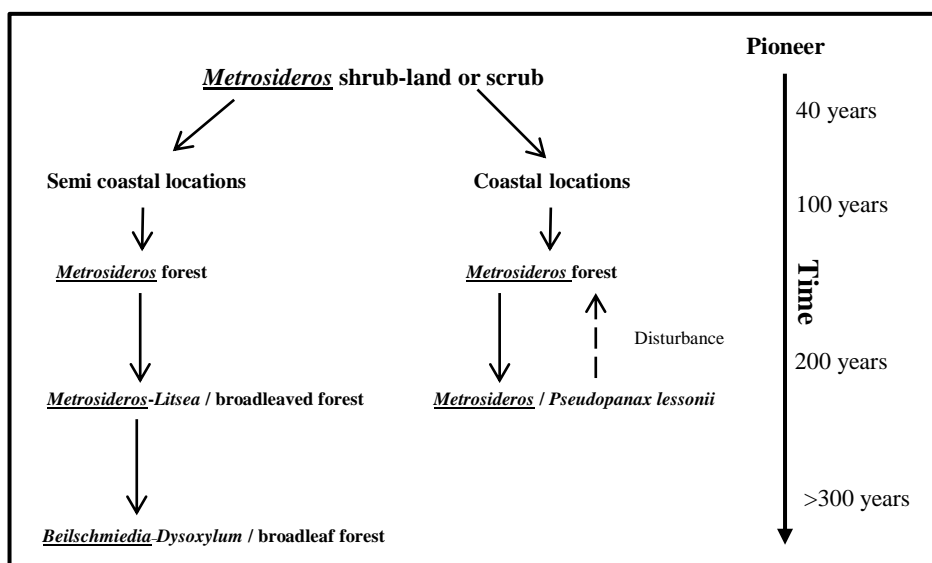 Pioneer
Metrosideros shrub-land or scrub
40 years
Semi coastal locations
Coastal locations
100 years
Metrosideros forest
Metrosideros forest
Time
Disturbance
200 years
Metrosideros-Litsea / broadleaved forest
Metrosideros / Pseudopanax lessonii
>300 years
Beilschmiedia-Dysoxylum / broadleaf forest